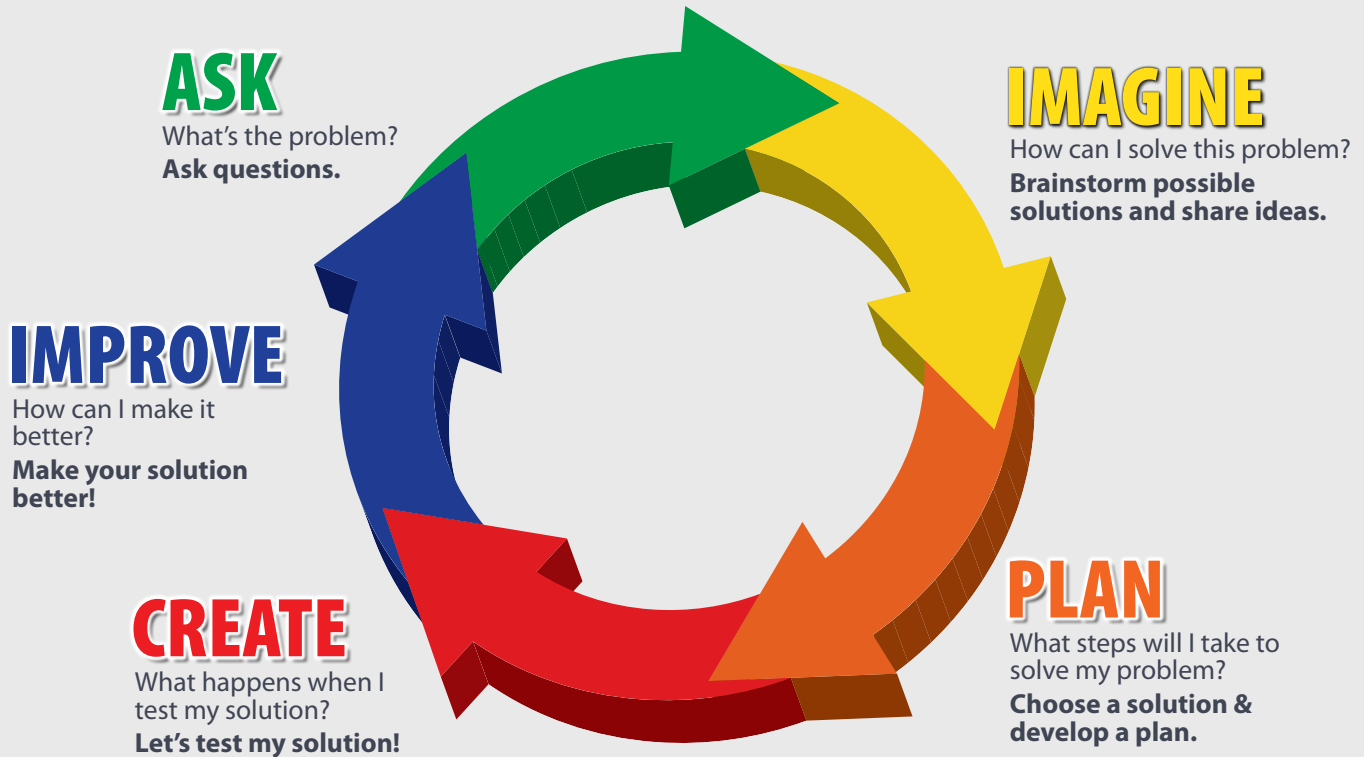 ASK
What's the problem?
Ask questions.
IMAGINE
How can I solve this problem?
Brainstorm possible
solutions and share ideas.
PLAN
What steps will I take to
solve my problem?
Choose a solution &
develop a plan.
CREATE
What happens when I
test my solution?
Let's test my solution!
IMPROVE
How can I make it
better?
Make your solution
better!